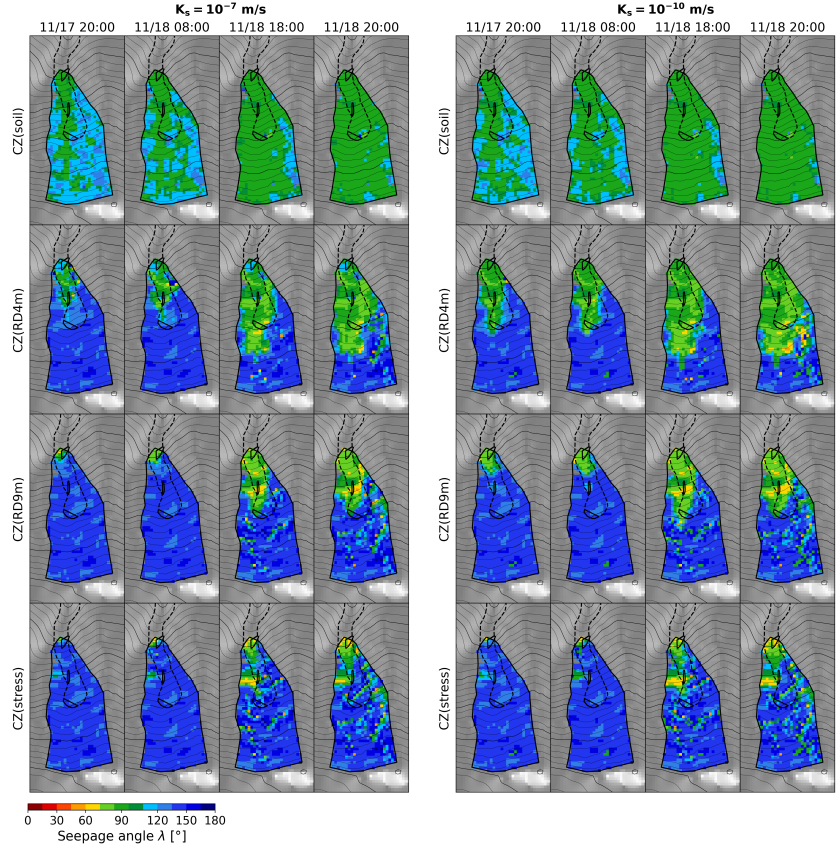 Kₛ = 10⁻⁷ m/s
Kₛ = 10⁻¹⁰ m/s
11/17 20:00 11/18 08:00 11/18 18:00 11/18 20:00
11/17 20:00 11/18 08:00 11/18 18:00 11/18 20:00
CZ(soil)
CZ(soil)
CZ(RD4m)
CZ(RD4m)
CZ(RD9m)
CZ(RD9m)
CZ(stress)
CZ(stress)
0 30 60 90 120 150 180
Seepage angle λ [°]